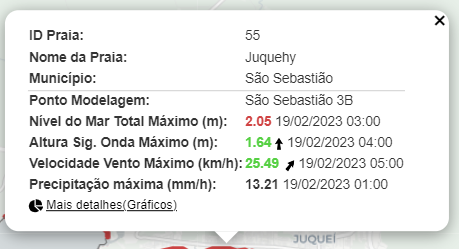 ID Praia: 55
Nome da Praia: Juquehy
Município: São Sebastião
Ponto Modelagem: São Sebastião 3B
Nível do Mar Total Máximo (m): 2.05 19/02/2023 03:00
Altura Sig. Onda Máximo (m): 1.64 19/02/2023 04:00
Velocidade Vento Máximo (km/h): 25.49 19/02/2023 05:00
Precipitação máxima (mm/h): 13.21 19/02/2023 01:00
Mais detalhes(Gráficos)
JUQUEÍ